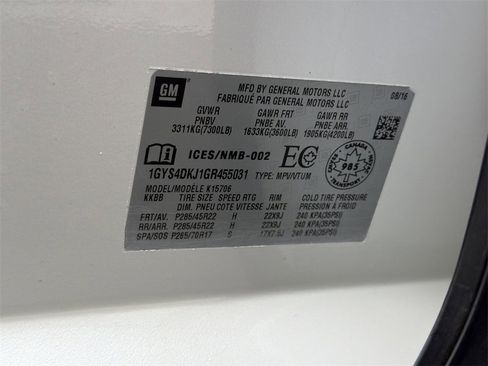 GM
MFD BY GENERAL MOTORS LLC
FABRIQUÉ PAR GENERAL MOTORS LLC
08/16
GVWR GAWR FRT GAWR RR
PNBV PNBE AV. PNBE ARR.
3311KG(7300LB) 1633KG(3600LB) 1905KG(4200LB)
ICES/NMB-002
CANADA
985
TRANSPORT
1GYS4DKJ1GR455031 TYPE: MPV/VTUM
MODEL/MODÈLE K15706
KKBB TIRE SIZE SPEED RTG RIM COLD TIRE PRESSURE
DIM. PNEU COTE VITESSE JANTE PRESSION A FROID
FRT/AV. P285/45R22 H 22X9J 240 KPA(35PSI)
RR/ARR. P285/45R22 H 22X9J 240 KPA(35PSI)
SPA/SOS P265/70R17 S 17X7.5J 240 KPA(35PSI)